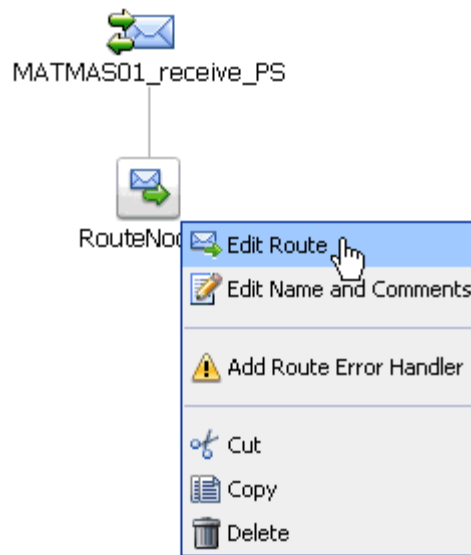 MATMAS01_receive_PS
RouteNo
Edit Route
Edit Name and Comments
Add Route Error Handler
Cut
Copy
Delete